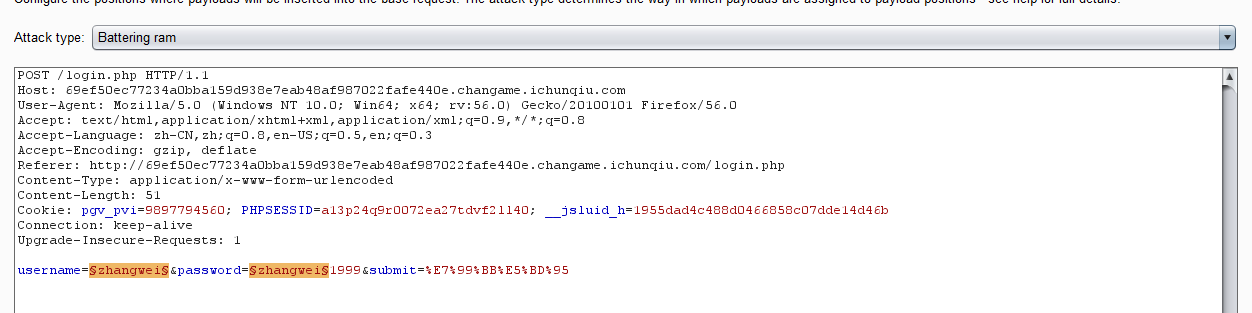 Configure the positions where payloads will be inserted into the base request. The attack type determines the way in which payloads are assigned to payload positions - see help for full details.
Attack type: Battering ram
POST /login.php HTTP/1.1
Host: 69ef50ec77234a0bba159d938e7eab48af987022fafe440e.changame.ichunqiu.com
User-Agent: Mozilla/5.0 (Windows NT 10.0; Win64; x64; rv:56.0) Gecko/20100101 Firefox/56.0
Accept: text/html,application/xhtml+xml,application/xml;q=0.9,*/*;q=0.8
Accept-Language: zh-CN,zh;q=0.8,en-US;q=0.5,en;q=0.3
Accept-Encoding: gzip, deflate
Referer: http://69ef50ec77234a0bba159d938e7eab48af987022fafe440e.changame.ichunqiu.com/login.php
Content-Type: application/x-www-form-urlencoded
Content-Length: 51
Cookie: pgv_pvi=9897794560; PHPSESSID=a13p24q9r0072ea27tdvf2ll40; __jsluid_h=1955dad4c488d0466858c07dde14d46b
Connection: keep-alive
Upgrade-Insecure-Requests: 1
username=§zhangwei§&password=§zhangwei§1999&submit=%E7%99%BB%E5%BD%95